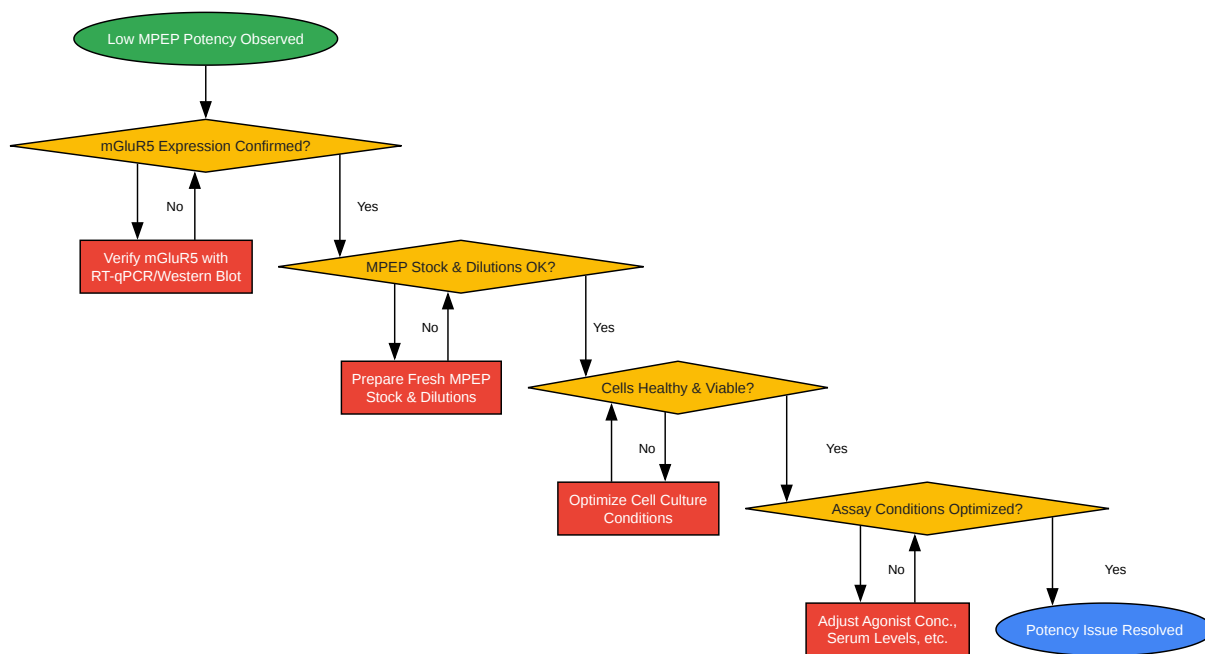 Low MPEP Potency Observed
mGluR5 Expression Confirmed?
No
Yes
Verify mGluR5 with
RT-qPCR/Western Blot
MPEP Stock & Dilutions OK?
No
Yes
Prepare Fresh MPEP
Stock & Dilutions
Cells Healthy & Viable?
No
Yes
Optimize Cell Culture
Conditions
Assay Conditions Optimized?
No
Yes
Adjust Agonist Conc.,
Serum Levels, etc.
Potency Issue Resolved